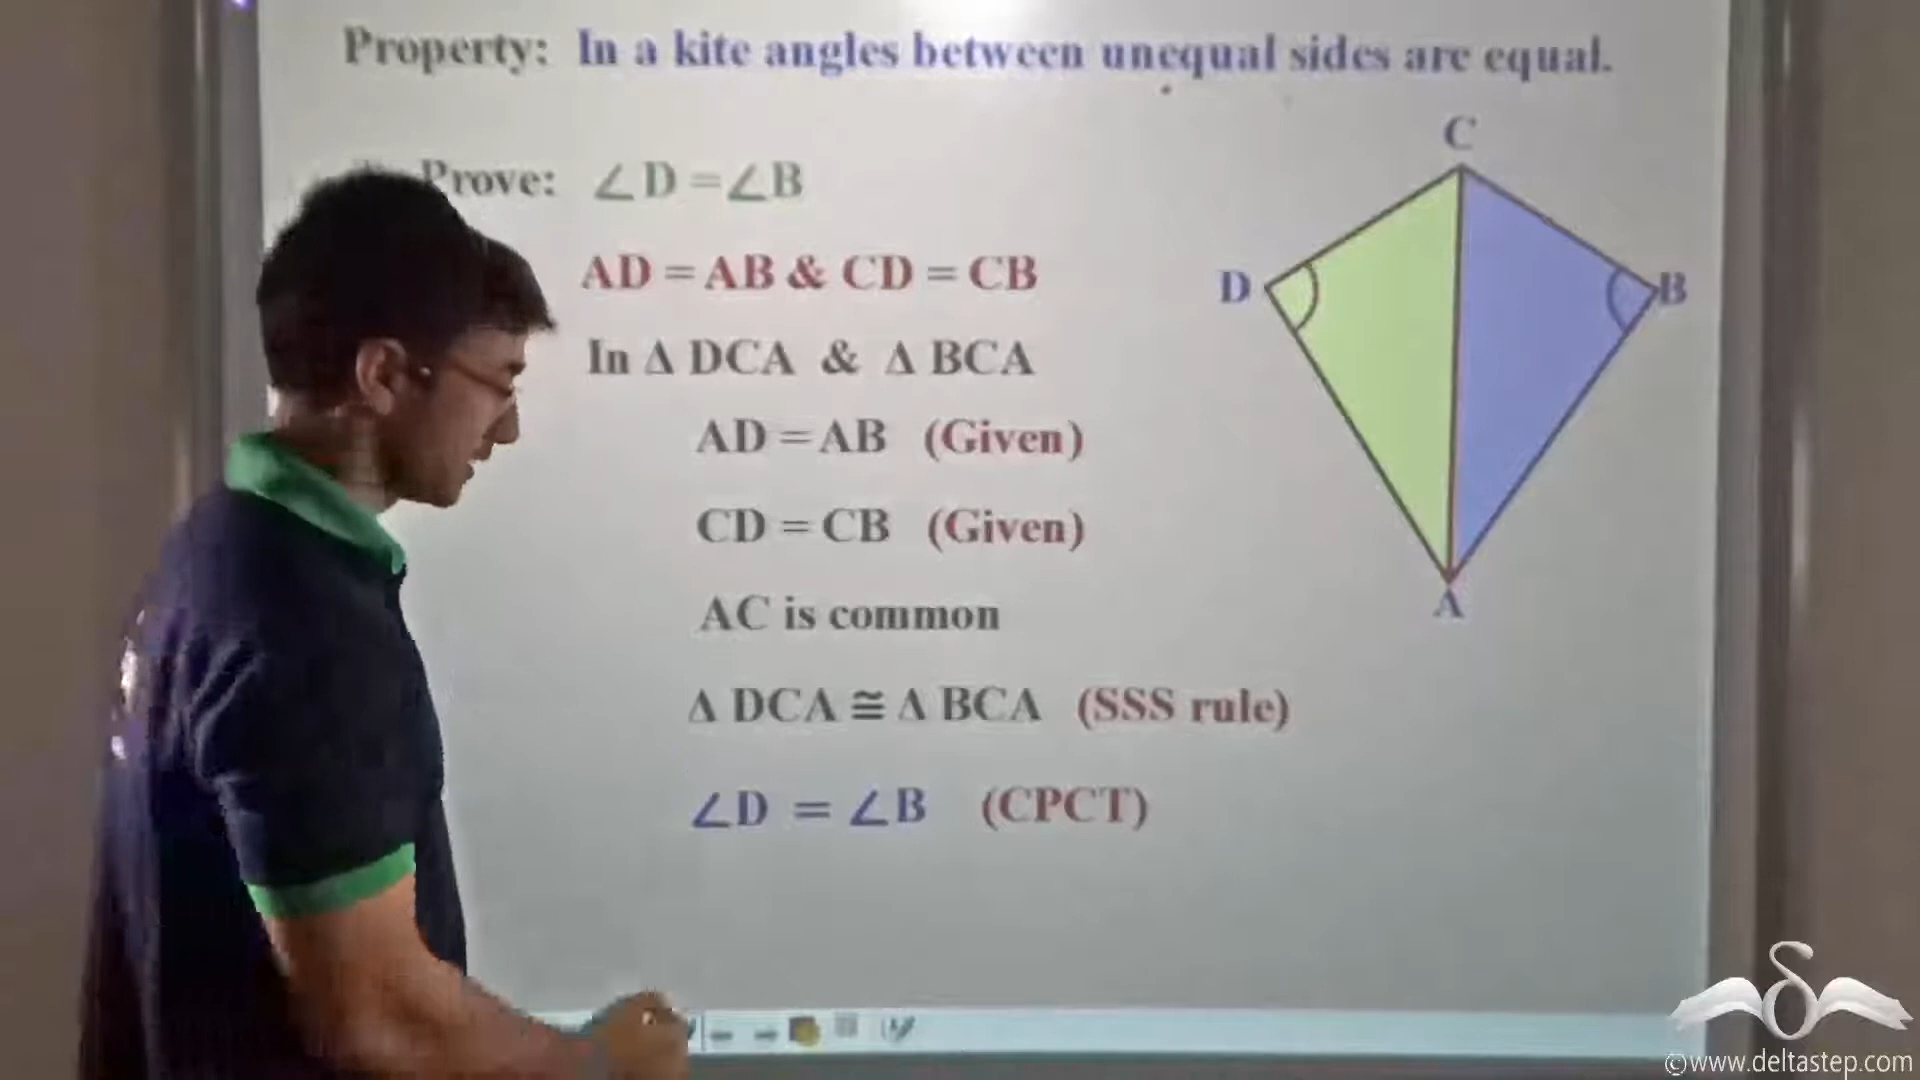 Property: In a kite angles between unequal sides are equal.
Prove: ∠D = ∠B
AD = AB & CD = CB
In Δ DCA & Δ BCA
AD = AB (Given)
CD = CB (Given)
AC is common
Δ DCA ≅ Δ BCA (SSS rule)
∠D = ∠B (CPCT)
C
D
B
A
©www.deltastep.com